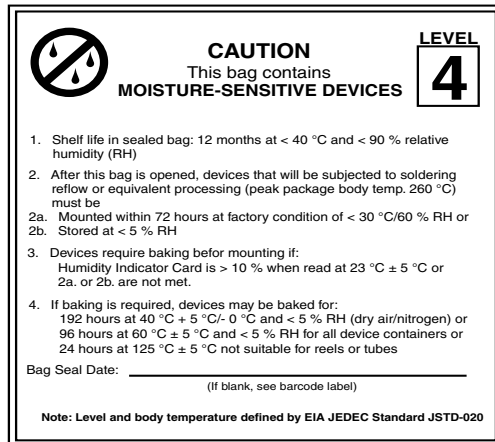 LEVEL
4
CAUTION
This bag contains
MOISTURE-SENSITIVE DEVICES
1. Shelf life in sealed bag: 12 months at < 40 °C and < 90 % relative
humidity (RH)
2. After this bag is opened, devices that will be subjected to soldering
reflow or equivalent processing (peak package body temp. 260 °C)
must be
2a. Mounted within 72 hours at factory condition of < 30 °C/60 % RH or
2b. Stored at < 5 % RH
3. Devices require baking befor mounting if:
Humidity Indicator Card is > 10 % when read at 23 °C ± 5 °C or
2a. or 2b. are not met.
4. If baking is required, devices may be baked for:
192 hours at 40 °C + 5 °C/- 0 °C and < 5 % RH (dry air/nitrogen) or
96 hours at 60 °C ± 5 °C and < 5 % RH for all device containers or
24 hours at 125 °C ± 5 °C not suitable for reels or tubes
Bag Seal Date:
(If blank, see barcode label)
Note: Level and body temperature defined by EIA JEDEC Standard JSTD-020